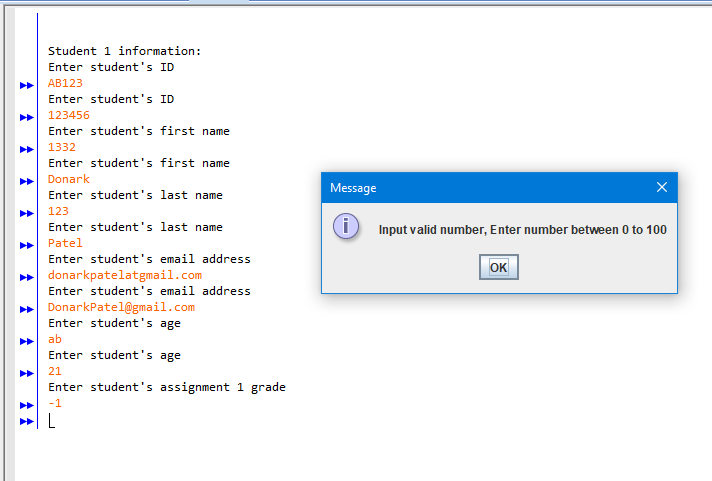 Student 1 information:
Enter student's ID
AB123
Enter student's ID
123456
Enter student's first name
1332
Enter student's first name
Donark
Enter student's last name
123
Enter student's last name
Patel
Enter student's email address
donarkpatelatgmail.com
Enter student's email address
DonarkPatel@gmail.com
Enter student's age
ab
Enter student's age
21
Enter student's assignment 1 grade
-1
Message
Input valid number, Enter number between 0 to 100
OK